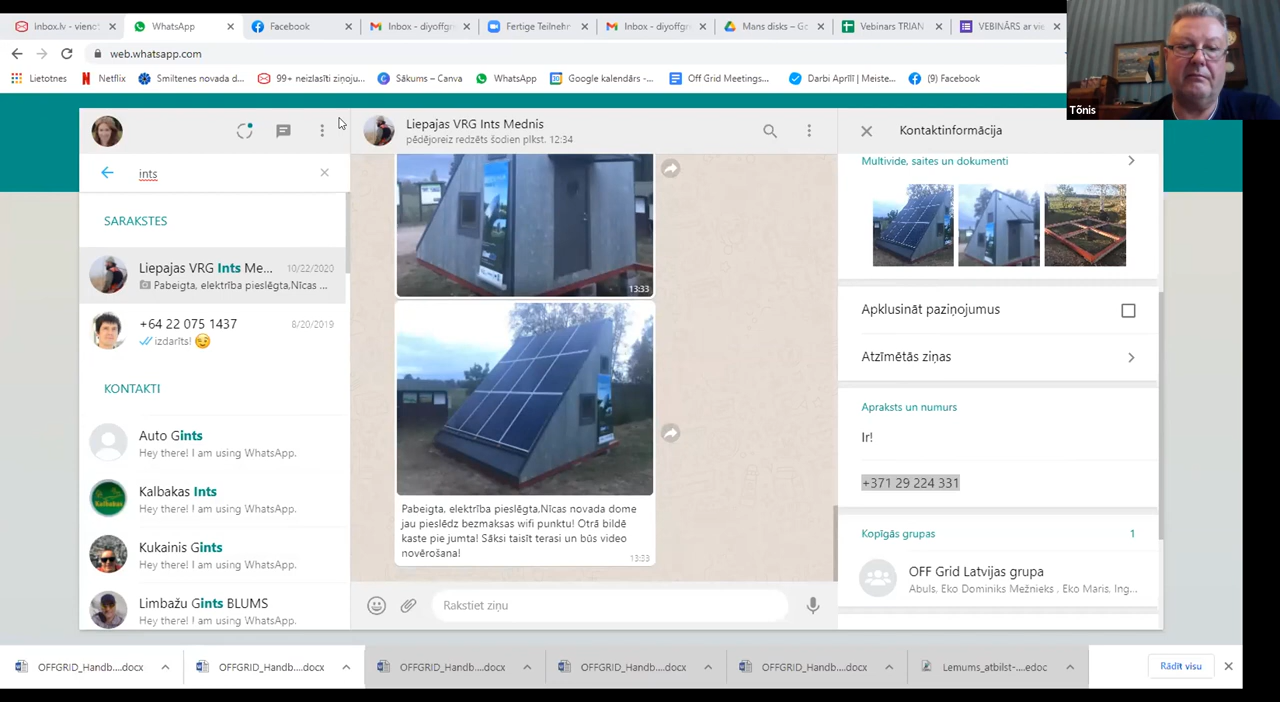 Inbox.lv - vieno
WhatsApp
Facebook
Inbox - diyoffgr
Fertige Teilnehm
Inbox - diyoffgr
Mans disks – Go
Vebinars TRIAN
VEBINĀRS ar vie
web.whatsapp.com
Lietotnes
Netflix
Smiltenes novada d...
99+ neizlasīti ziņoju...
Sākums – Canva
WhatsApp
Google kalendārs -...
Off Grid Meetings...
Darbi Aprīlī | Meiste...
(9) Facebook
Tõnis
ints
SARAKSTES
Liepajas VRG Ints Me...
10/22/2020
Pabeigta, elektrība pieslēgta,Nīcas ...
+64 22 075 1437
8/20/2019
izdarīts!
KONTAKTI
Auto Gints
Hey there! I am using WhatsApp.
Kalbakas Ints
Hey there! I am using WhatsApp.
Kukainis Gints
Hey there! I am using WhatsApp.
Limbažu Gints BLUMS
Hey there! I am using WhatsApp.
Liepajas VRG Ints Mednis
pēdējoreiz redzēts šodien plkst. 12:34
13:33
Pabeigta, elektrība pieslēgta,Nīcas novada dome
jau pieslēdz bezmaksas wifi punktu! Otrā bildē
kaste pie jumta! Sāksi taisīt terasi un būs video
novērošana!
13:33
Rakstiet ziņu
Kontaktinformācija
Multivide, saites un dokumenti
Apklusināt paziņojumus
Atzīmētās ziņas
Apraksts un numurs
Ir!
+371 29 224 331
Kopīgās grupas
1
OFF Grid Latvijas grupa
Abuls, Eko Dominiks Mežnieks , Eko Maris, Ing...
OFFGRID_Handb....docx
OFFGRID_Handb....docx
OFFGRID_Handb....docx
OFFGRID_Handb....docx
OFFGRID_Handb....docx
Lemums_atbilst-....edoc
Rādīt visu